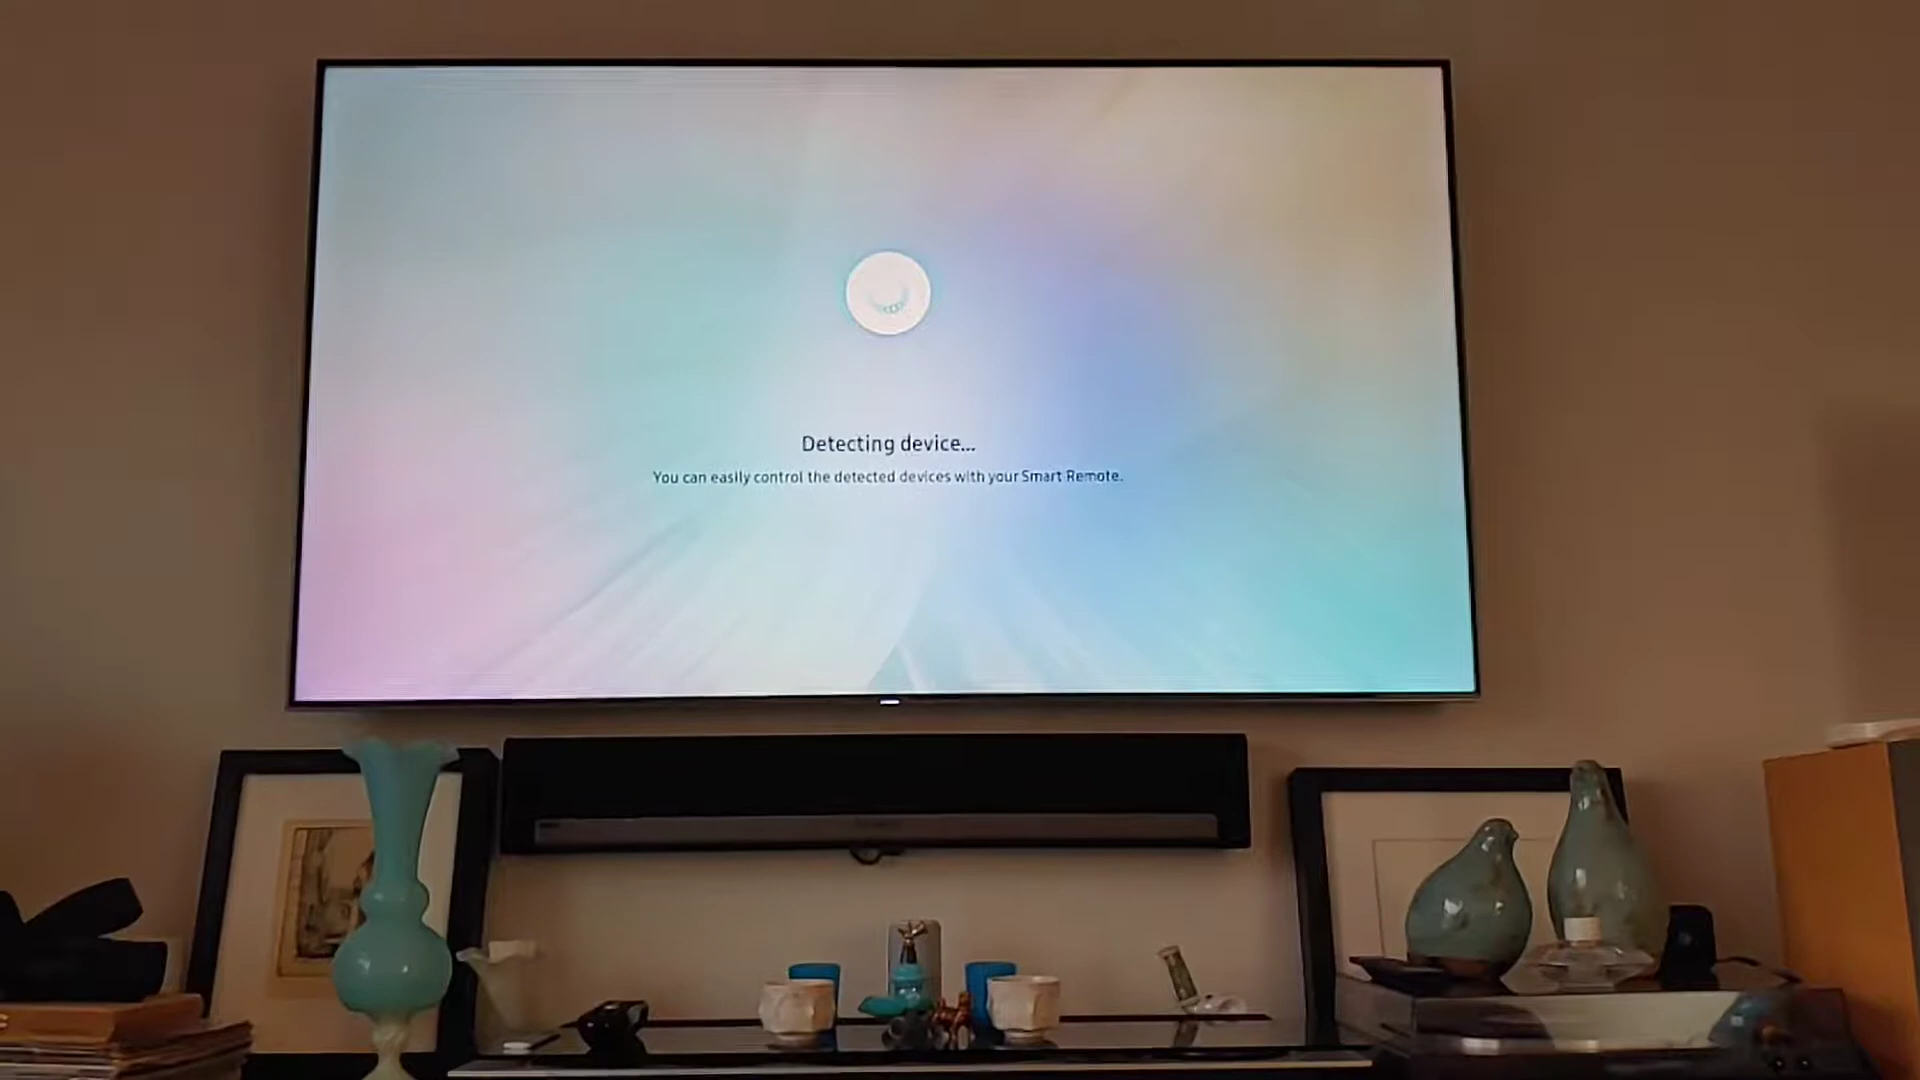 Detecting device...
You can easily control the detected devices with your Smart Remote.